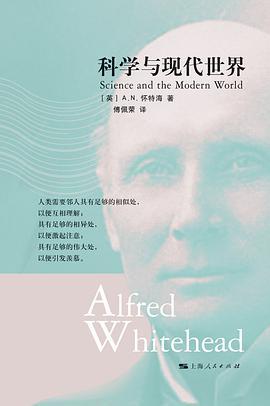 科学与现代世界
Science and the Modern World
[英] A.N. 怀特海 著
傅佩荣 译
人类需要邻人具有足够的相似处，
以便互相理解；
具有足够的相异处，
以便激起注意；
具有足够的伟大处，
以便引发羡慕。
Alfred
Whitehead
上海人民出版社